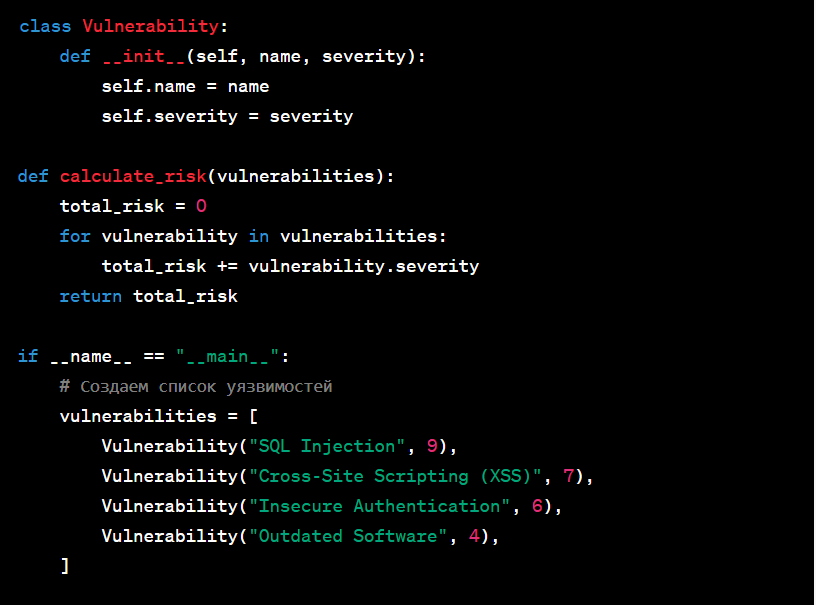 class Vulnerability:
    def __init__(self, name, severity):
        self.name = name
        self.severity = severity

def calculate_risk(vulnerabilities):
    total_risk = 0
    for vulnerability in vulnerabilities:
        total_risk += vulnerability.severity
    return total_risk

if __name__ == "__main__":
    # Создаем список уязвимостей
    vulnerabilities = [
        Vulnerability("SQL Injection", 9),
        Vulnerability("Cross-Site Scripting (XSS)", 7),
        Vulnerability("Insecure Authentication", 6),
        Vulnerability("Outdated Software", 4),
    ]